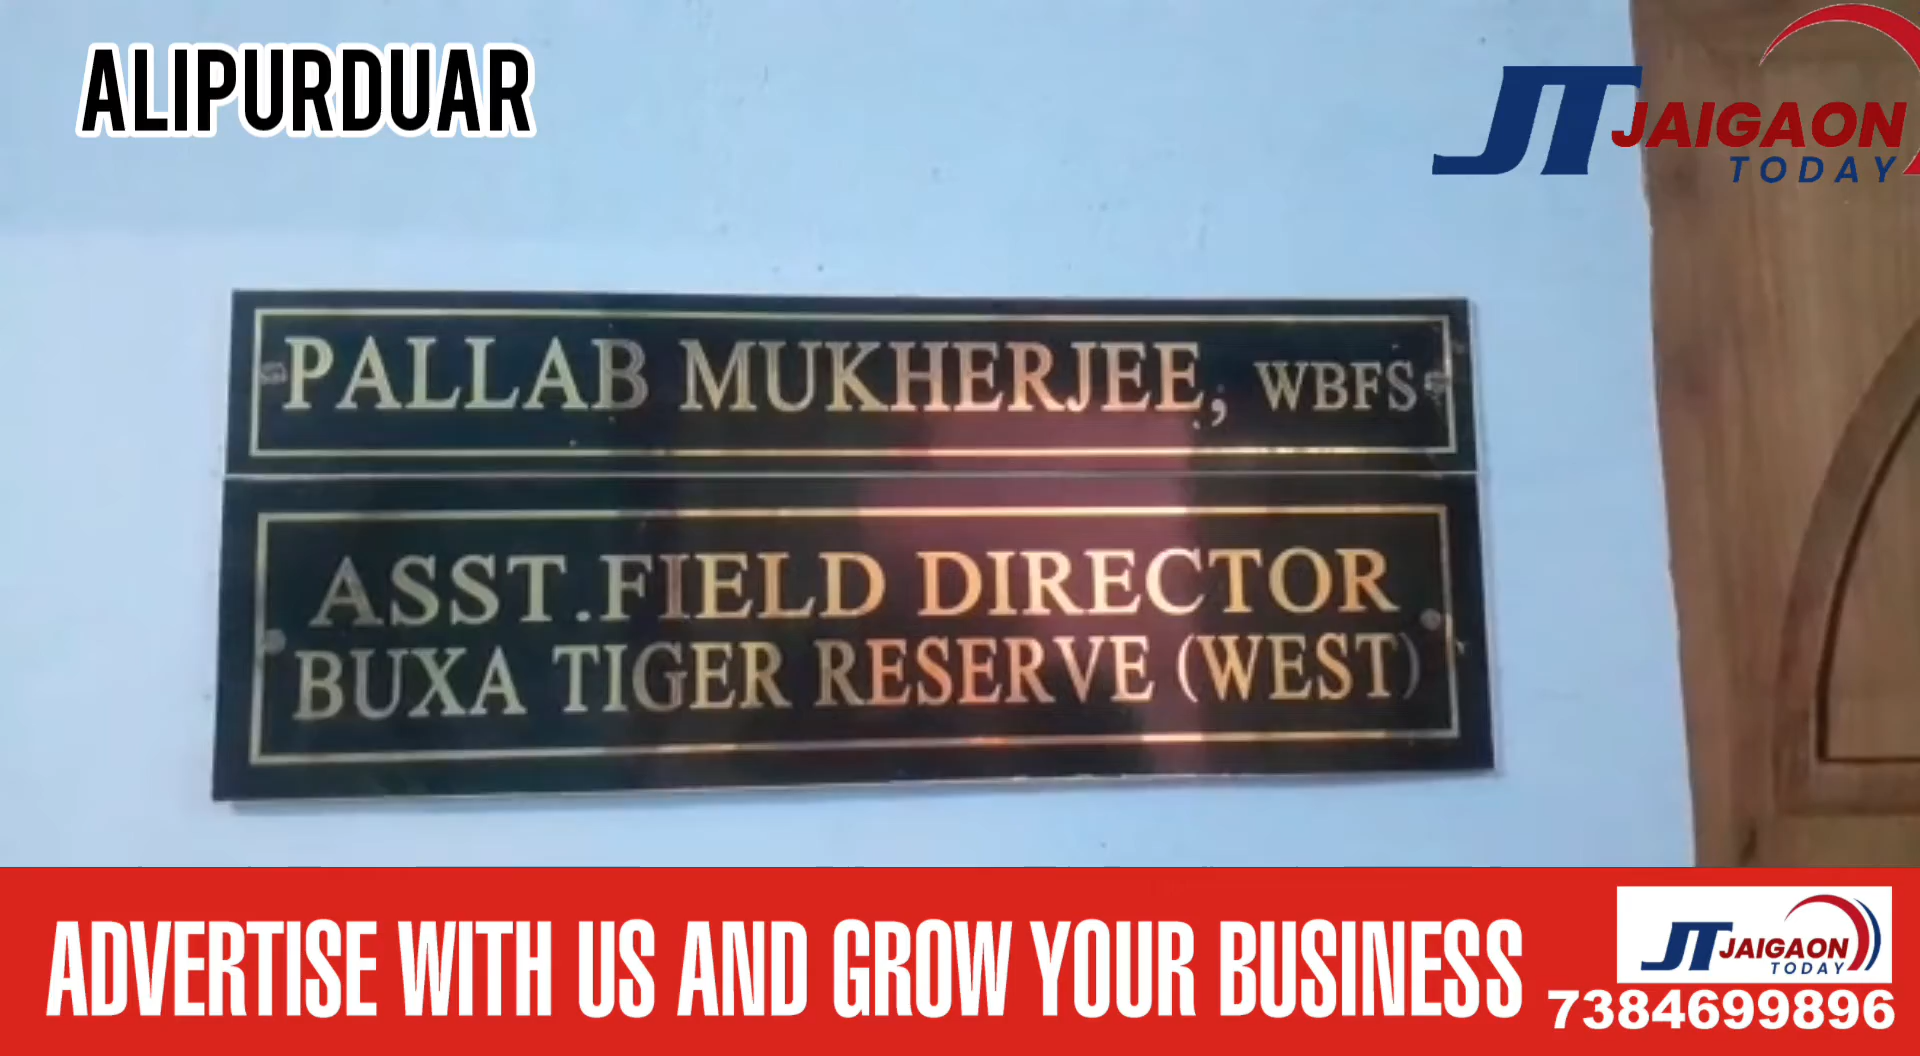 ALIPURDUAR
JT JAIGAON
TODAY
PALLAB MUKHERJEE, WBFS
ASST.FIELD DIRECTOR
BUXA TIGER RESERVE (WEST)
ADVERTISE WITH US AND GROW YOUR BUSINESS
JT JAIGAON
TODAY
7384699896